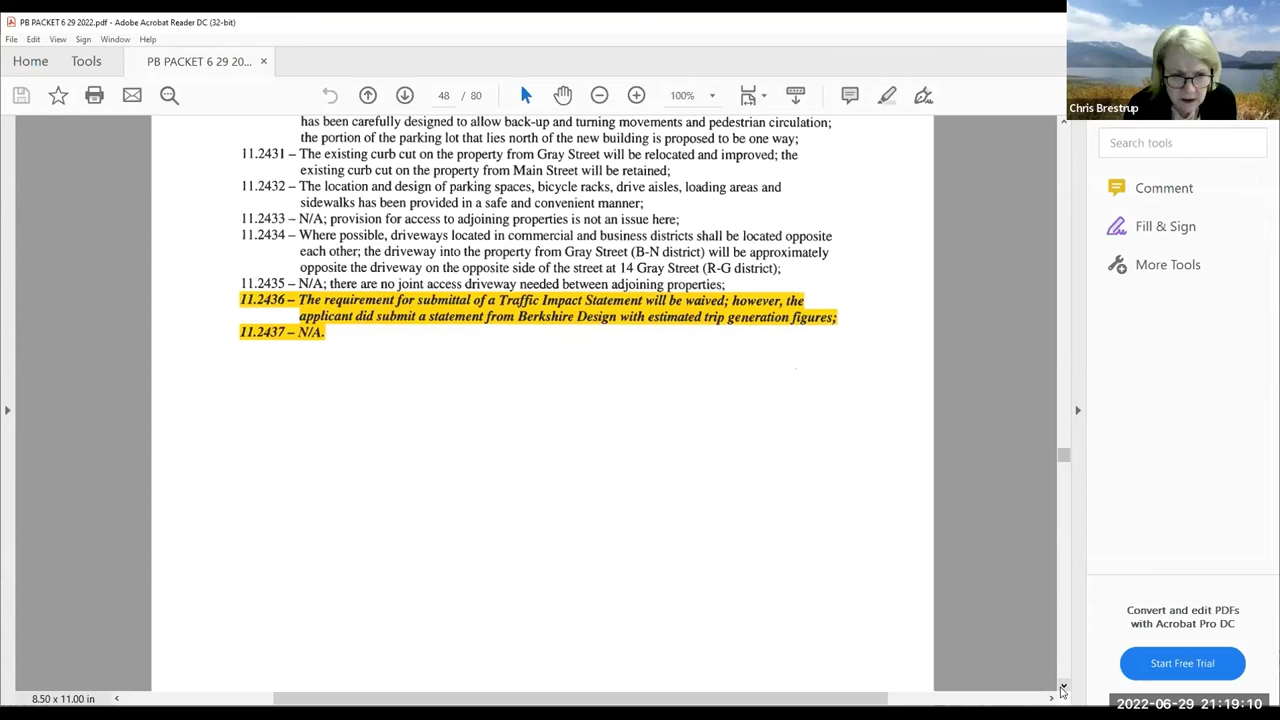 PB PACKET 6 29 2022.pdf - Adobe Acrobat Reader DC (32-bit)
File Edit View Sign Window Help
Home Tools PB PACKET 6 29 20... ×
48 / 80 100%
Chris Brestrup
has been carefully designed to allow back-up and turning movements and pedestrian circulation;
the portion of the parking lot that lies north of the new building is proposed to be one way;
11.2431 – The existing curb cut on the property from Gray Street will be relocated and improved; the
existing curb cut on the property from Main Street will be retained;
11.2432 – The location and design of parking spaces, bicycle racks, drive aisles, loading areas and
sidewalks has been provided in a safe and convenient manner;
11.2433 – N/A; provision for access to adjoining properties is not an issue here;
11.2434 – Where possible, driveways located in commercial and business districts shall be located opposite
each other; the driveway into the property from Gray Street (B-N district) will be approximately
opposite the driveway on the opposite side of the street at 14 Gray Street (R-G district);
11.2435 – N/A; there are no joint access driveway needed between adjoining properties;
11.2436 – The requirement for submittal of a Traffic Impact Statement will be waived; however, the
applicant did submit a statement from Berkshire Design with estimated trip generation figures;
11.2437 – N/A.
Search tools
Comment
Fill & Sign
More Tools
Convert and edit PDFs
with Acrobat Pro DC
Start Free Trial
8.50 x 11.00 in
2022-06-29 21:19:10